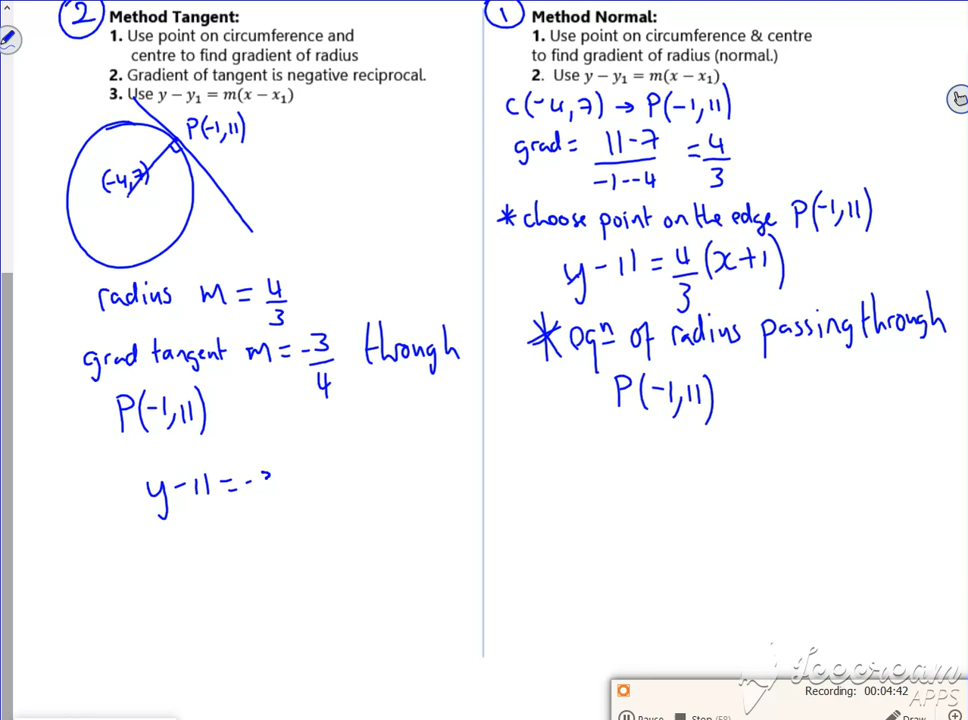 2 Method Tangent:
1. Use point on circumference and
centre to find gradient of radius
2. Gradient of tangent is negative reciprocal.
3. Use y − y₁ = m(x − x₁)
P(-1,11)
(-4,7)
radius m = 4/3
grad tangent m = -3/4 through
P(-1,11)
y - 11 = -
1 Method Normal:
1. Use point on circumference & centre
to find gradient of radius (normal.)
2. Use y − y₁ = m(x − x₁)
C(-4,7) → P(-1,11)
grad = 11-7/-1--4 = 4/3
* choose point on the edge P(-1,11)
y - 11 = 4/3 (x+1)
* eqn of radius passing through
P(-1,11)
Icecream
APPS
Recording: 00:04:42
Pause Stop (F8) Draw